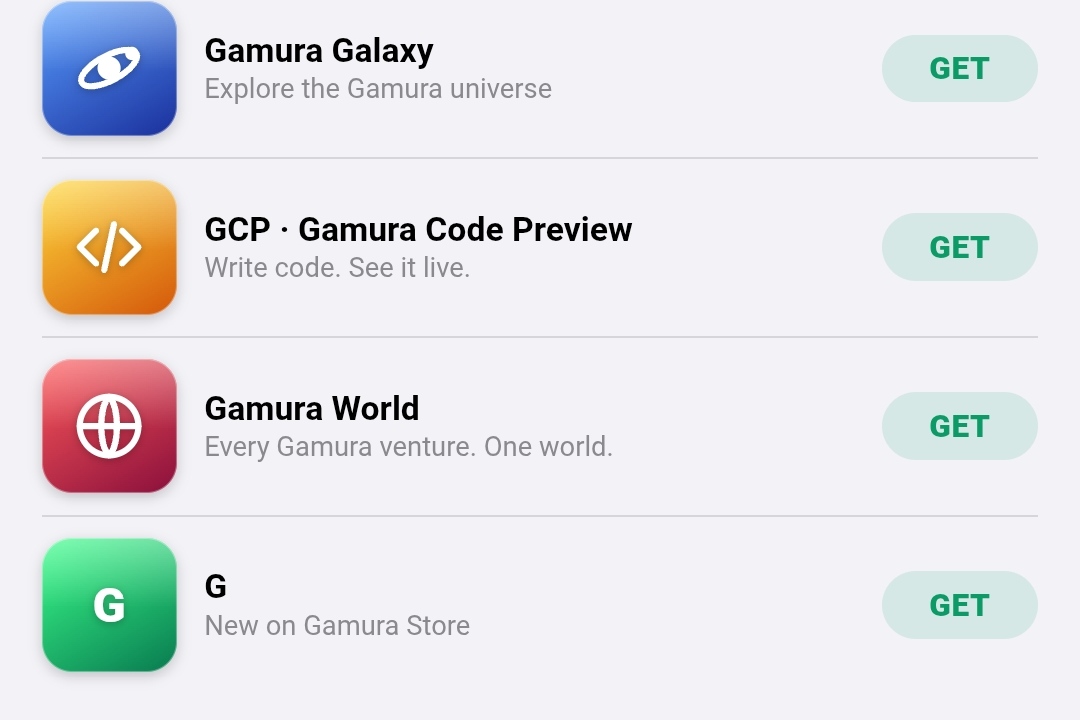 Gamura Galaxy
Explore the Gamura universe
GET
GCP · Gamura Code Preview
Write code. See it live.
GET
Gamura World
Every Gamura venture. One world.
GET
G
G
New on Gamura Store
GET